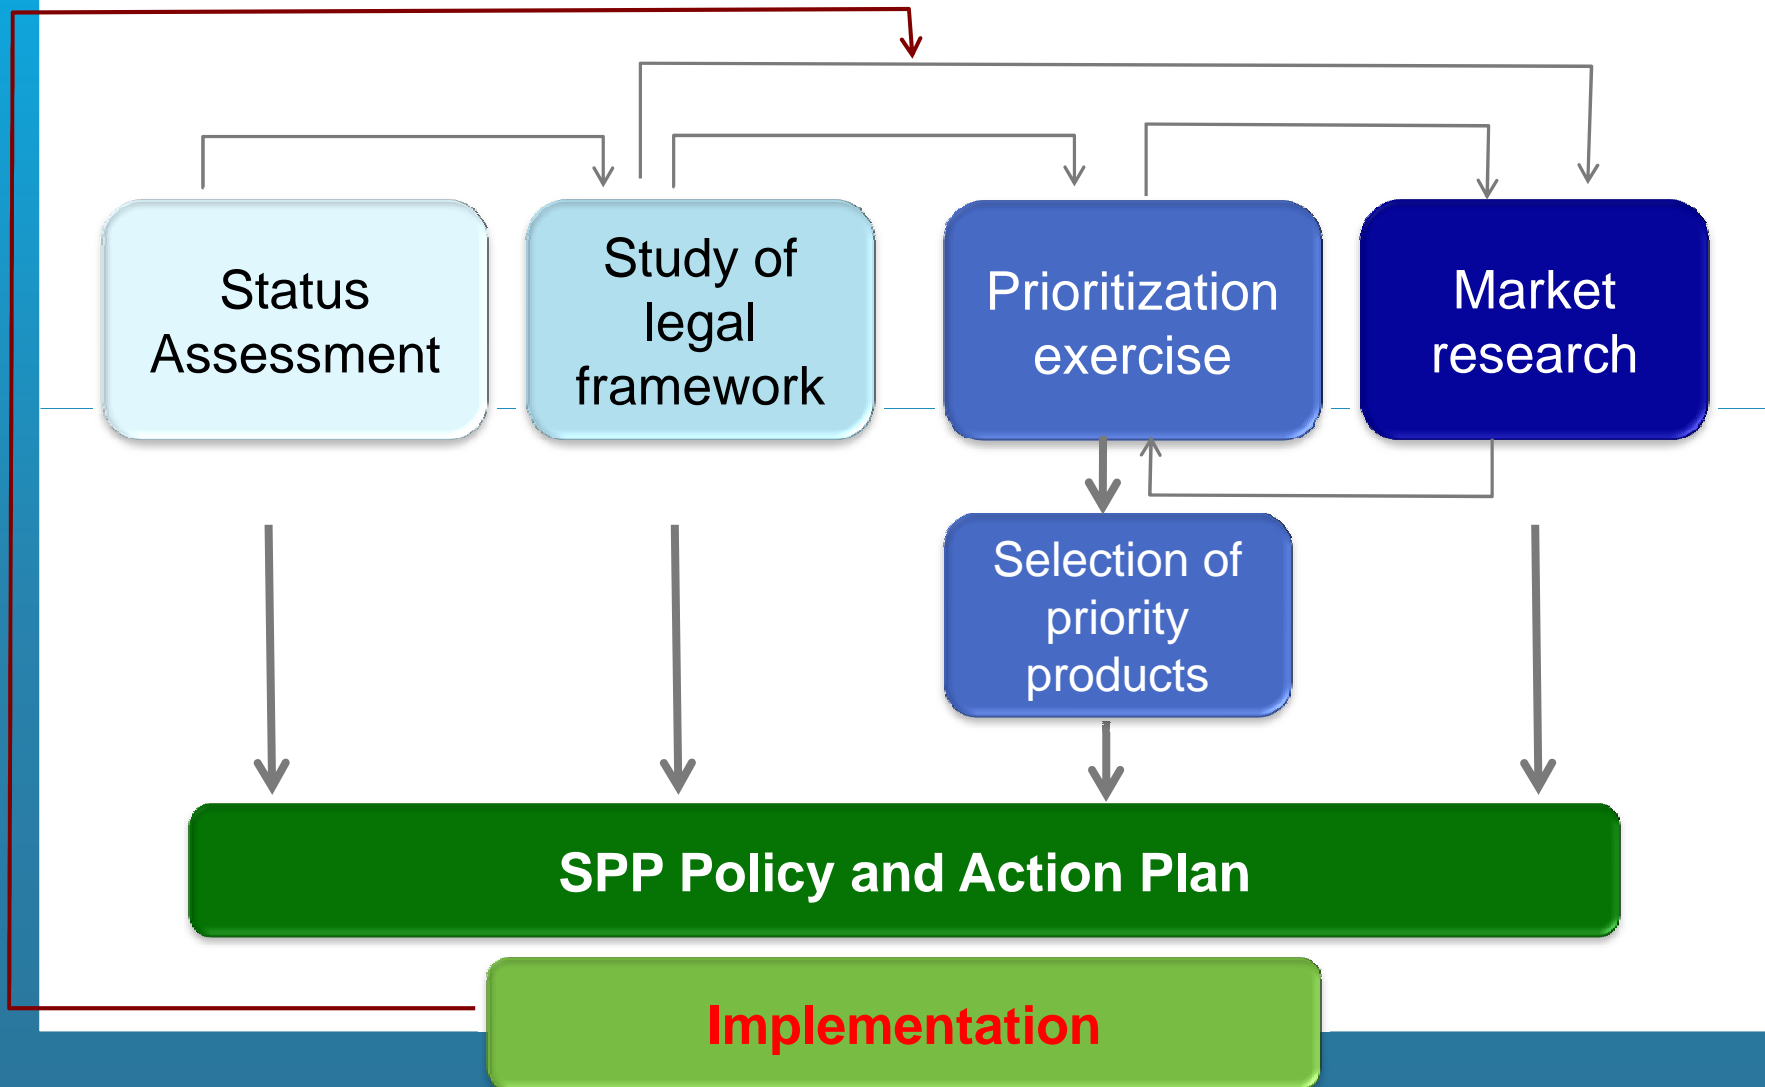 Status
Assessment
Study of
legal
framework
Prioritization
exercise
Market
research
Selection of
priority
products
SPP Policy and Action Plan
Implementation